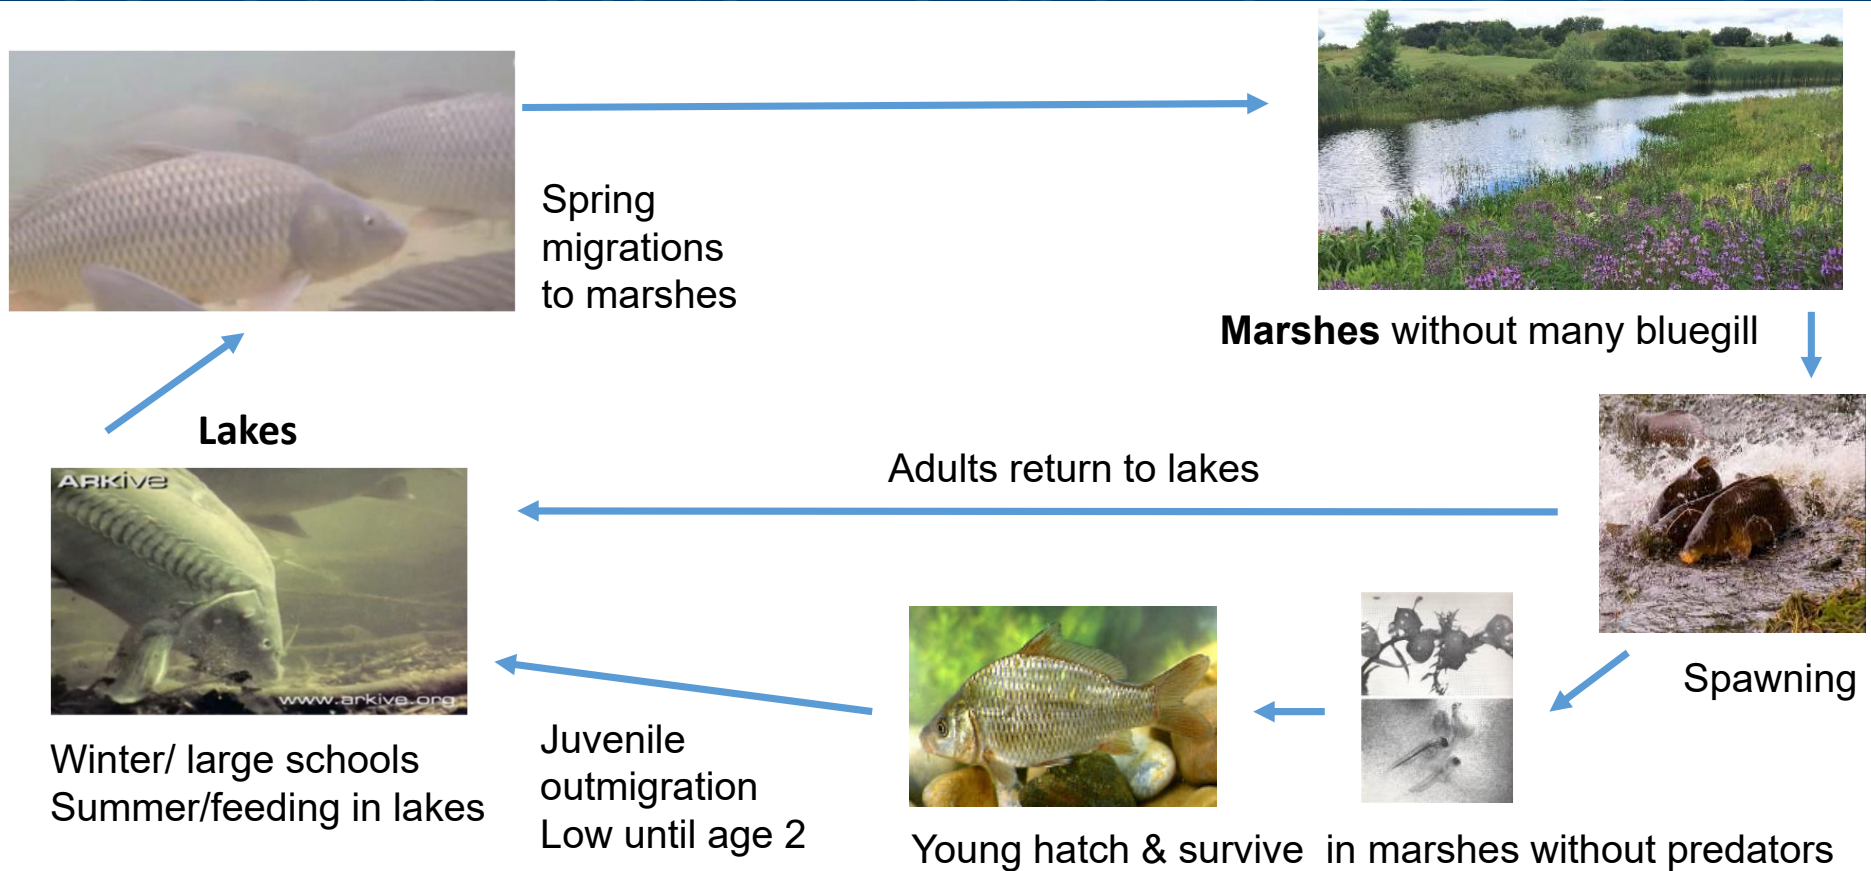 Spring
migrations
to marshes
Marshes without many bluegill
Lakes
Adults return to lakes
ARKive
www.arkive.org
Spawning
Winter/ large schools
Summer/feeding in lakes
Juvenile
outmigration
Low until age 2
Young hatch & survive  in marshes without predators